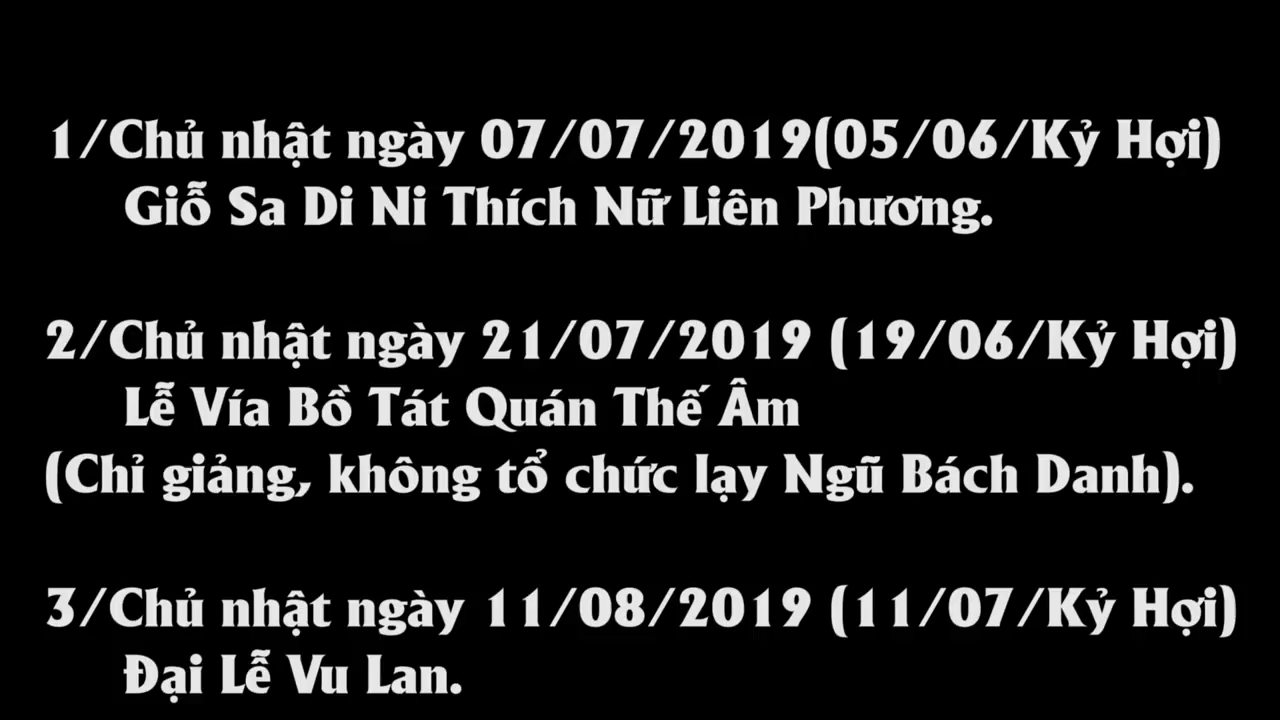 1/Chủ nhật ngày 07/07/2019(05/06/Kỷ Hợi)
Giỗ Sa Di Ni Thích Nữ Liên Phương.
2/Chủ nhật ngày 21/07/2019 (19/06/Kỷ Hợi)
Lễ Vía Bồ Tát Quán Thế Âm
(Chỉ giảng, không tổ chức lạy Ngũ Bách Danh).
3/Chủ nhật ngày 11/08/2019 (11/07/Kỷ Hợi)
Đại Lễ Vu Lan.